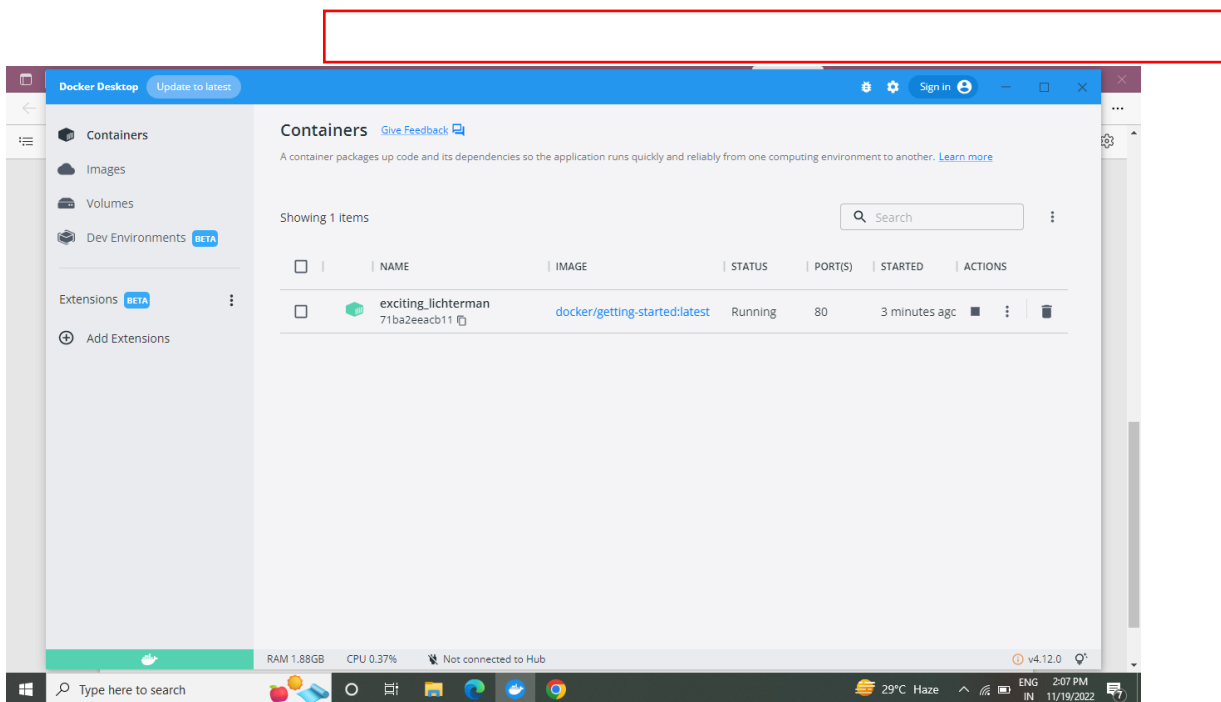 Docker Desktop Update to latest Sign in
Containers
Images
Volumes
Dev Environments BETA
Extensions BETA
Add Extensions
Containers Give Feedback
A container packages up code and its dependencies so the application runs quickly and reliably from one computing environment to another. Learn more
Showing 1 items Search
NAME IMAGE STATUS PORT(S) STARTED ACTIONS
exciting_lichterman docker/getting-started:latest Running 80 3 minutes agc
71ba2eeacb11
RAM 1.88GB CPU 0.37% Not connected to Hub v4.12.0
Type here to search 29°C Haze ENG 2:07 PM
IN 11/19/2022 7